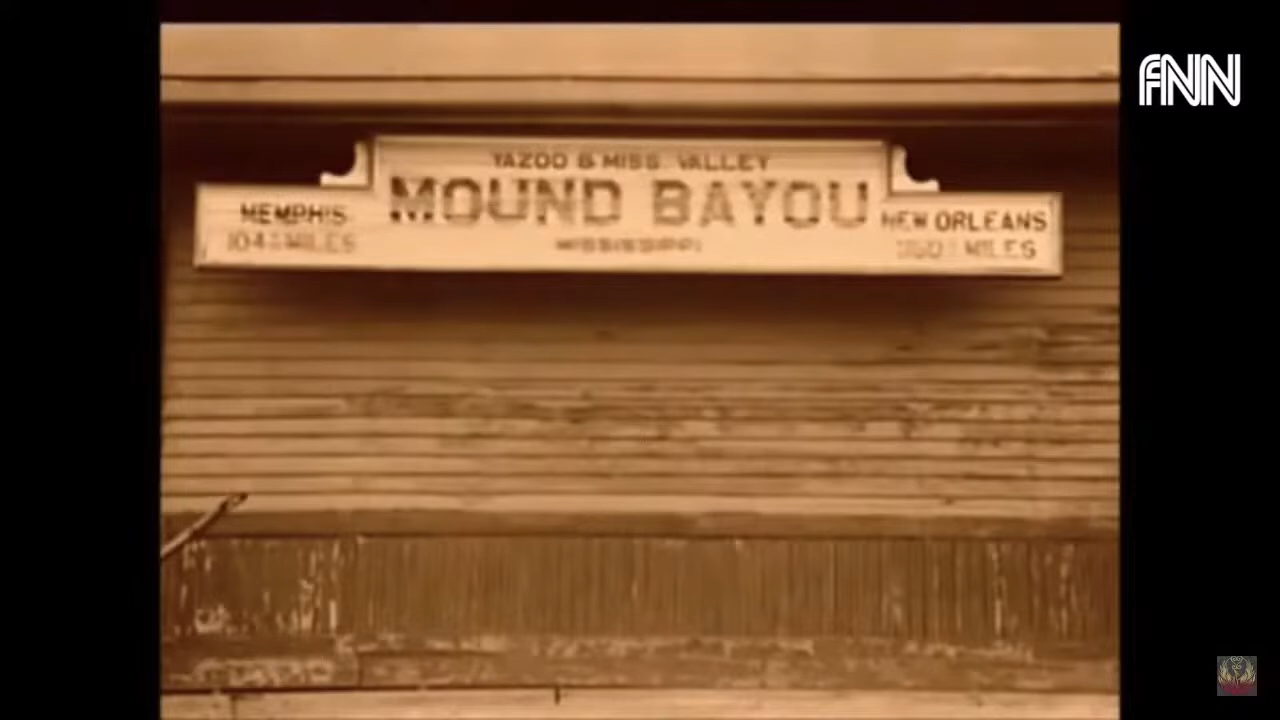 FNN
YAZOO & MISS. VALLEY
MOUND BAYOU
MEMPHIS
MILES
NEW ORLEANS
MILES
MISSISSIPPI